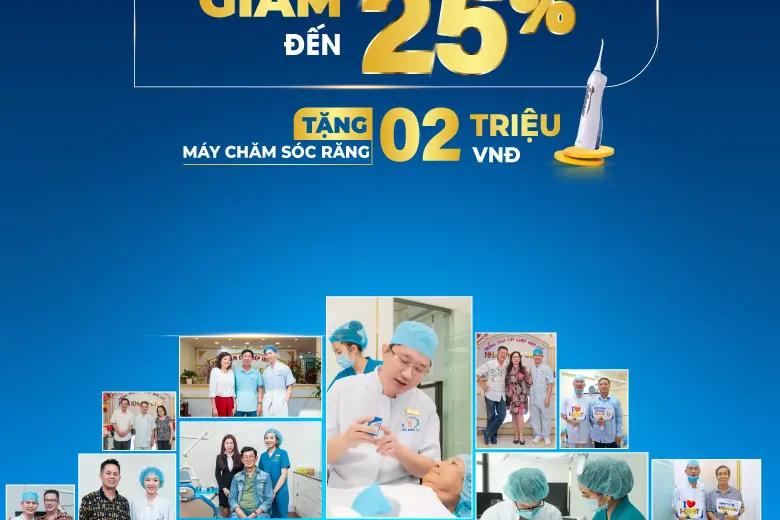 GIẢM
ĐẾN
25%
TẶNG
MÁY CHĂM SÓC RĂNG
02
TRIỆU
VNĐ